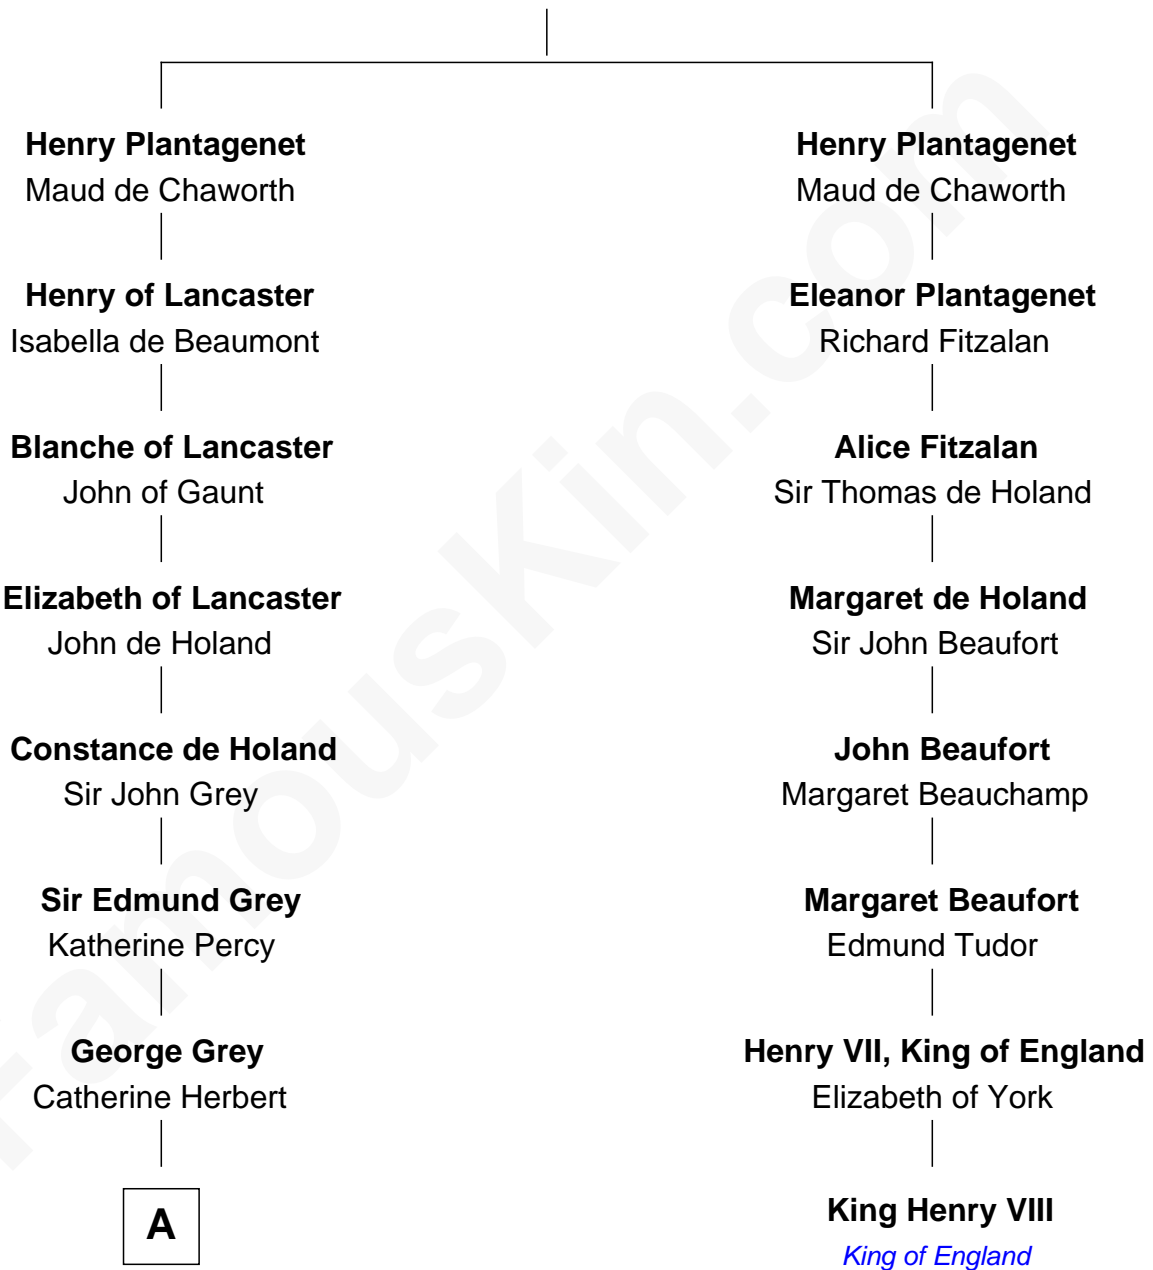 Henry Plantagenet
Maud de Chaworth
Henry of Lancaster
Isabella de Beaumont
Blanche of Lancaster
John of Gaunt
Elizabeth of Lancaster
John de Holand
Constance de Holand
Sir John Grey
Sir Edmund Grey
Katherine Percy
George Grey
Catherine Herbert
A
Henry Plantagenet
Maud de Chaworth
Eleanor Plantagenet
Richard Fitzalan
Alice Fitzalan
Sir Thomas de Holand
Margaret de Holand
Sir John Beaufort
John Beaufort
Margaret Beauchamp
Margaret Beaufort
Edmund Tudor
Henry VII, King of England
Elizabeth of York
King Henry VIII
King of England
FamousKin.com